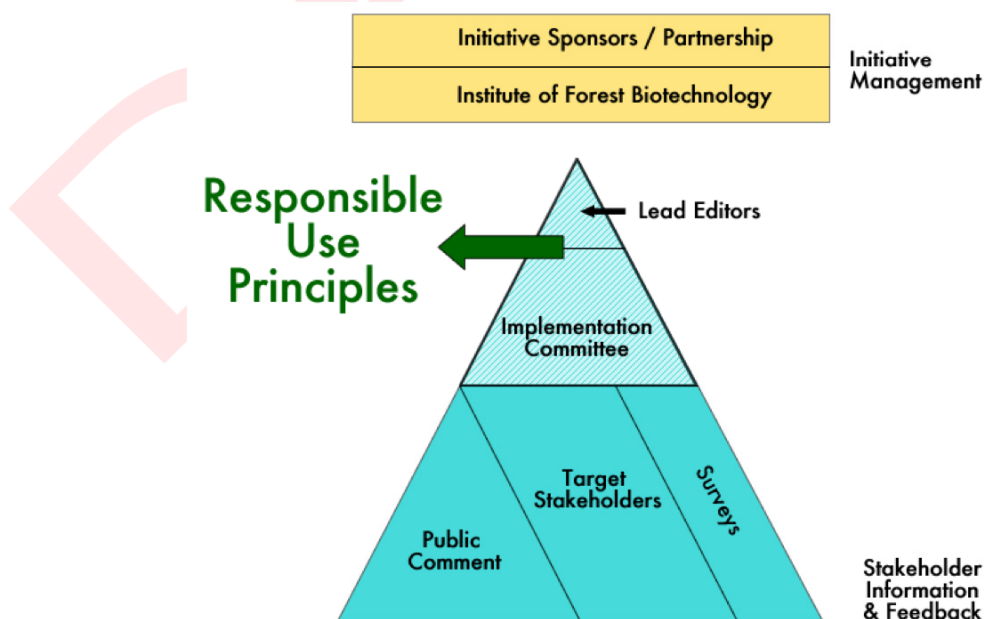 Initiative Sponsors / Partnership
Institute of Forest Biotechnology
Initiative
Management
Responsible
Use
Principles
Lead Editors
Implementation
Committee
Target
Stakeholders
Surveys
Public
Comment
Stakeholder
Information
& Feedback